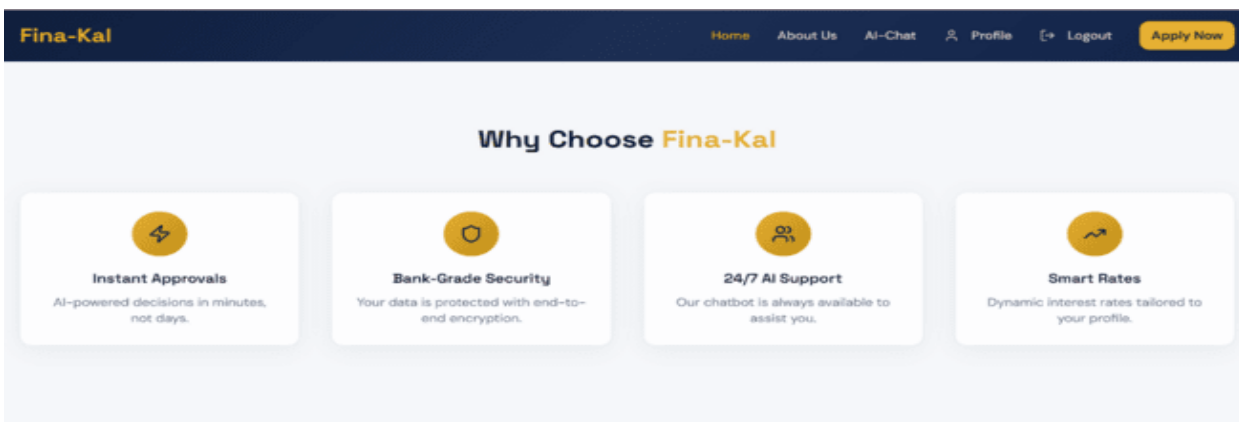 Fina-Kal
Home About Us AI-Chat Profile Logout Apply Now
Why Choose Fina-Kal
Instant Approvals
AI-powered decisions in minutes,
not days.
Bank-Grade Security
Your data is protected with end-to-
end encryption.
24/7 AI Support
Our chatbot is always available to
assist you.
Smart Rates
Dynamic interest rates tailored to
your profile.